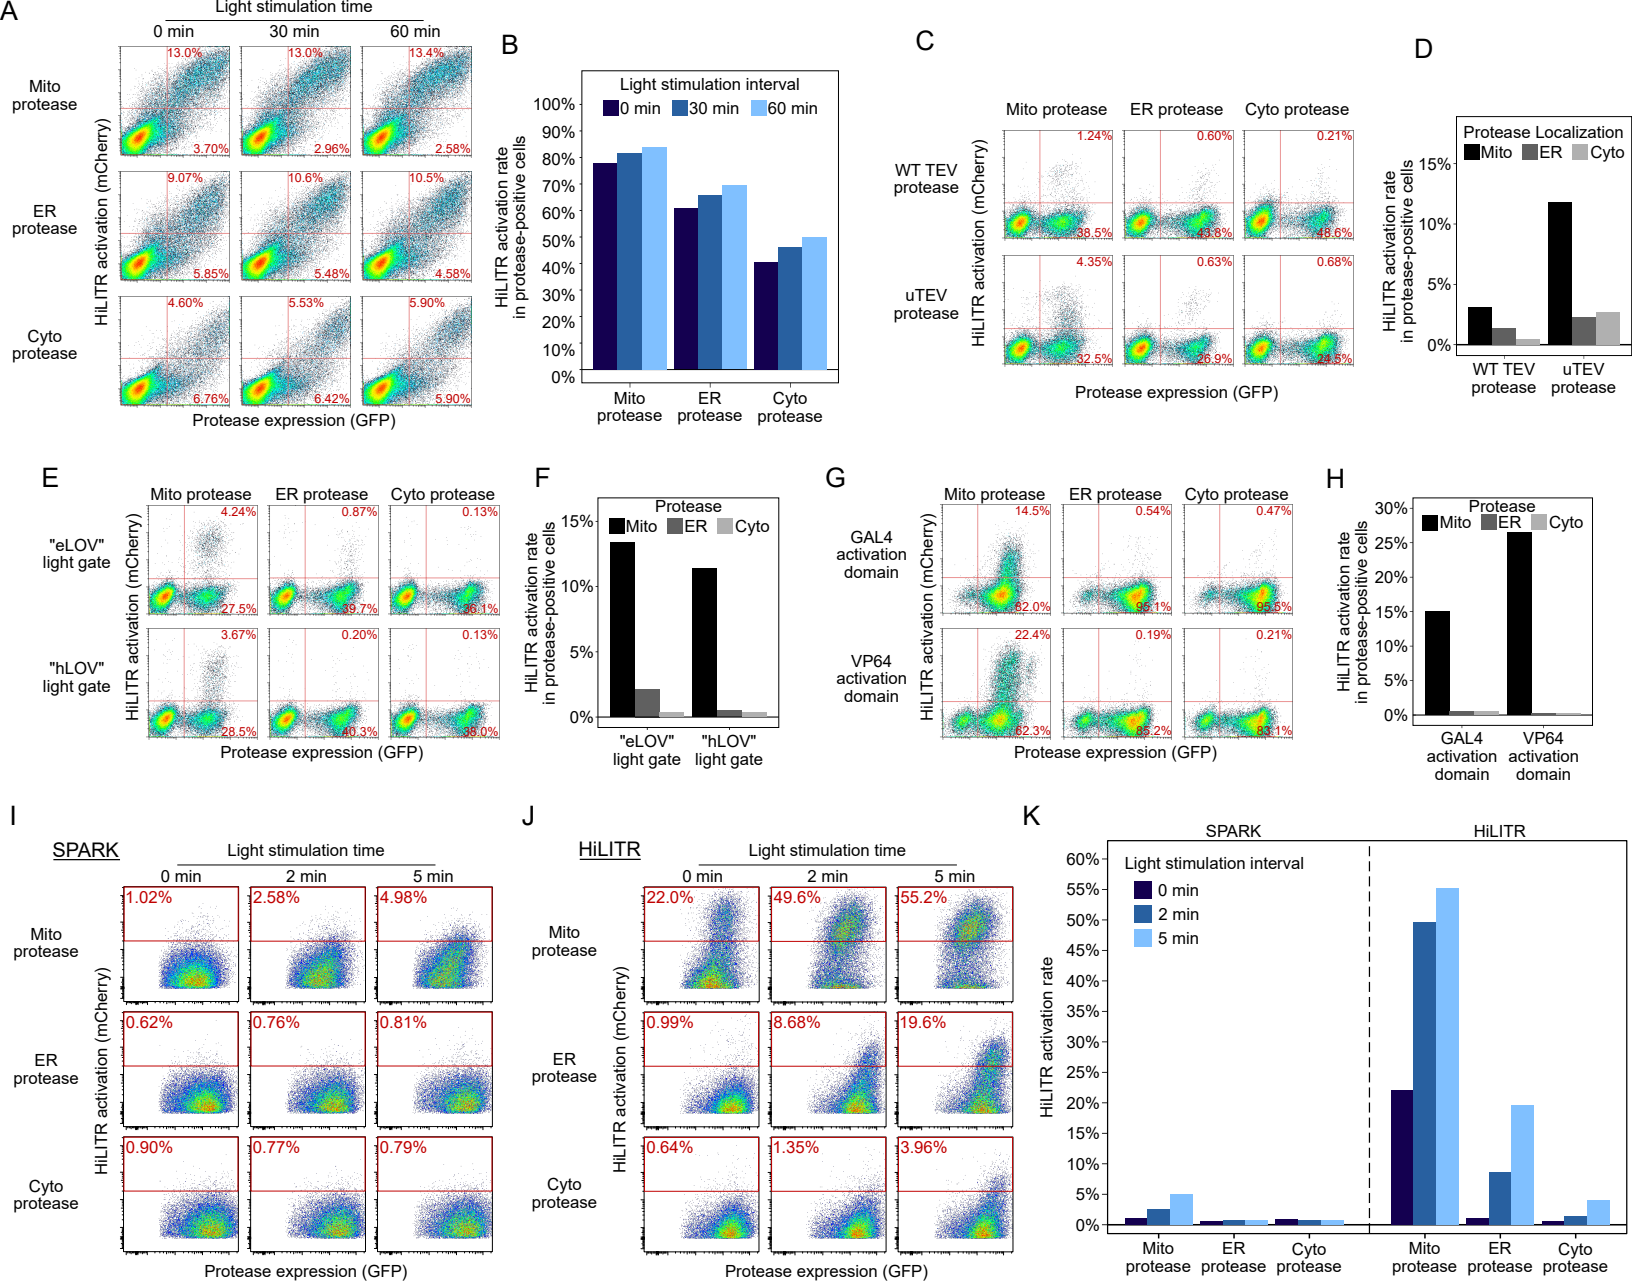 A
Light stimulation time
0 min
30 min
60 min
Mito
protease
13.0%
3.70%
13.0%
2.96%
13.4%
2.58%
ER
protease
9.07%
5.85%
10.6%
5.48%
10.5%
4.58%
Cyto
protease
4.60%
6.76%
5.53%
6.42%
5.90%
5.90%
HiLITR activation (mCherry)
Protease expression (GFP)
B
Light stimulation interval
0 min
30 min
60 min
HiLITR activation rate
in protease-positive cells
100%
90%
80%
70%
60%
50%
40%
30%
20%
10%
0%
Mito
protease
ER
protease
Cyto
protease
C
Mito protease
ER protease
Cyto protease
WT TEV
protease
1.24%
38.5%
0.60%
43.8%
0.21%
48.6%
uTEV
protease
4.35%
32.5%
0.63%
26.9%
0.68%
24.5%
HiLITR activation (mCherry)
Protease expression (GFP)
D
Protease Localization
Mito
ER
Cyto
HiLITR activation rate
in protease-positive cells
15%
10%
5%
0%
WT TEV
protease
uTEV
protease
E
Mito protease
ER protease
Cyto protease
"eLOV"
light gate
4.24%
27.5%
0.87%
39.7%
0.13%
36.1%
"hLOV"
light gate
3.67%
28.5%
0.20%
40.3%
0.13%
38.0%
HiLITR activation (mCherry)
Protease expression (GFP)
F
Protease
Mito
ER
Cyto
HiLITR activation rate
in protease-positive cells
15%
10%
5%
0%
"eLOV"
light gate
"hLOV"
light gate
G
Mito protease
ER protease
Cyto protease
GAL4
activation
domain
14.5%
82.0%
0.54%
95.1%
0.47%
95.5%
VP64
activation
domain
22.4%
62.3%
0.19%
85.2%
0.21%
83.1%
HiLITR activation (mCherry)
Protease expression (GFP)
H
Protease
Mito
ER
Cyto
HiLITR activation rate
in protease-positive cells
30%
25%
20%
15%
10%
5%
0%
GAL4
activation
domain
VP64
activation
domain
I
SPARK
Light stimulation time
0 min
2 min
5 min
Mito
protease
1.02%
2.58%
4.98%
ER
protease
0.62%
0.76%
0.81%
Cyto
protease
0.90%
0.77%
0.79%
HiLITR activation (mCherry)
Protease expression (GFP)
J
HiLITR
Light stimulation time
0 min
2 min
5 min
Mito
protease
22.0%
49.6%
55.2%
ER
protease
0.99%
8.68%
19.6%
Cyto
protease
0.64%
1.35%
3.96%
HiLITR activation (mCherry)
Protease expression (GFP)
K
SPARK
HiLITR
Light stimulation interval
0 min
2 min
5 min
HiLITR activation rate
60%
55%
50%
45%
40%
35%
30%
25%
20%
15%
10%
5%
0%
Mito
protease
ER
protease
Cyto
protease
Mito
protease
ER
protease
Cyto
protease